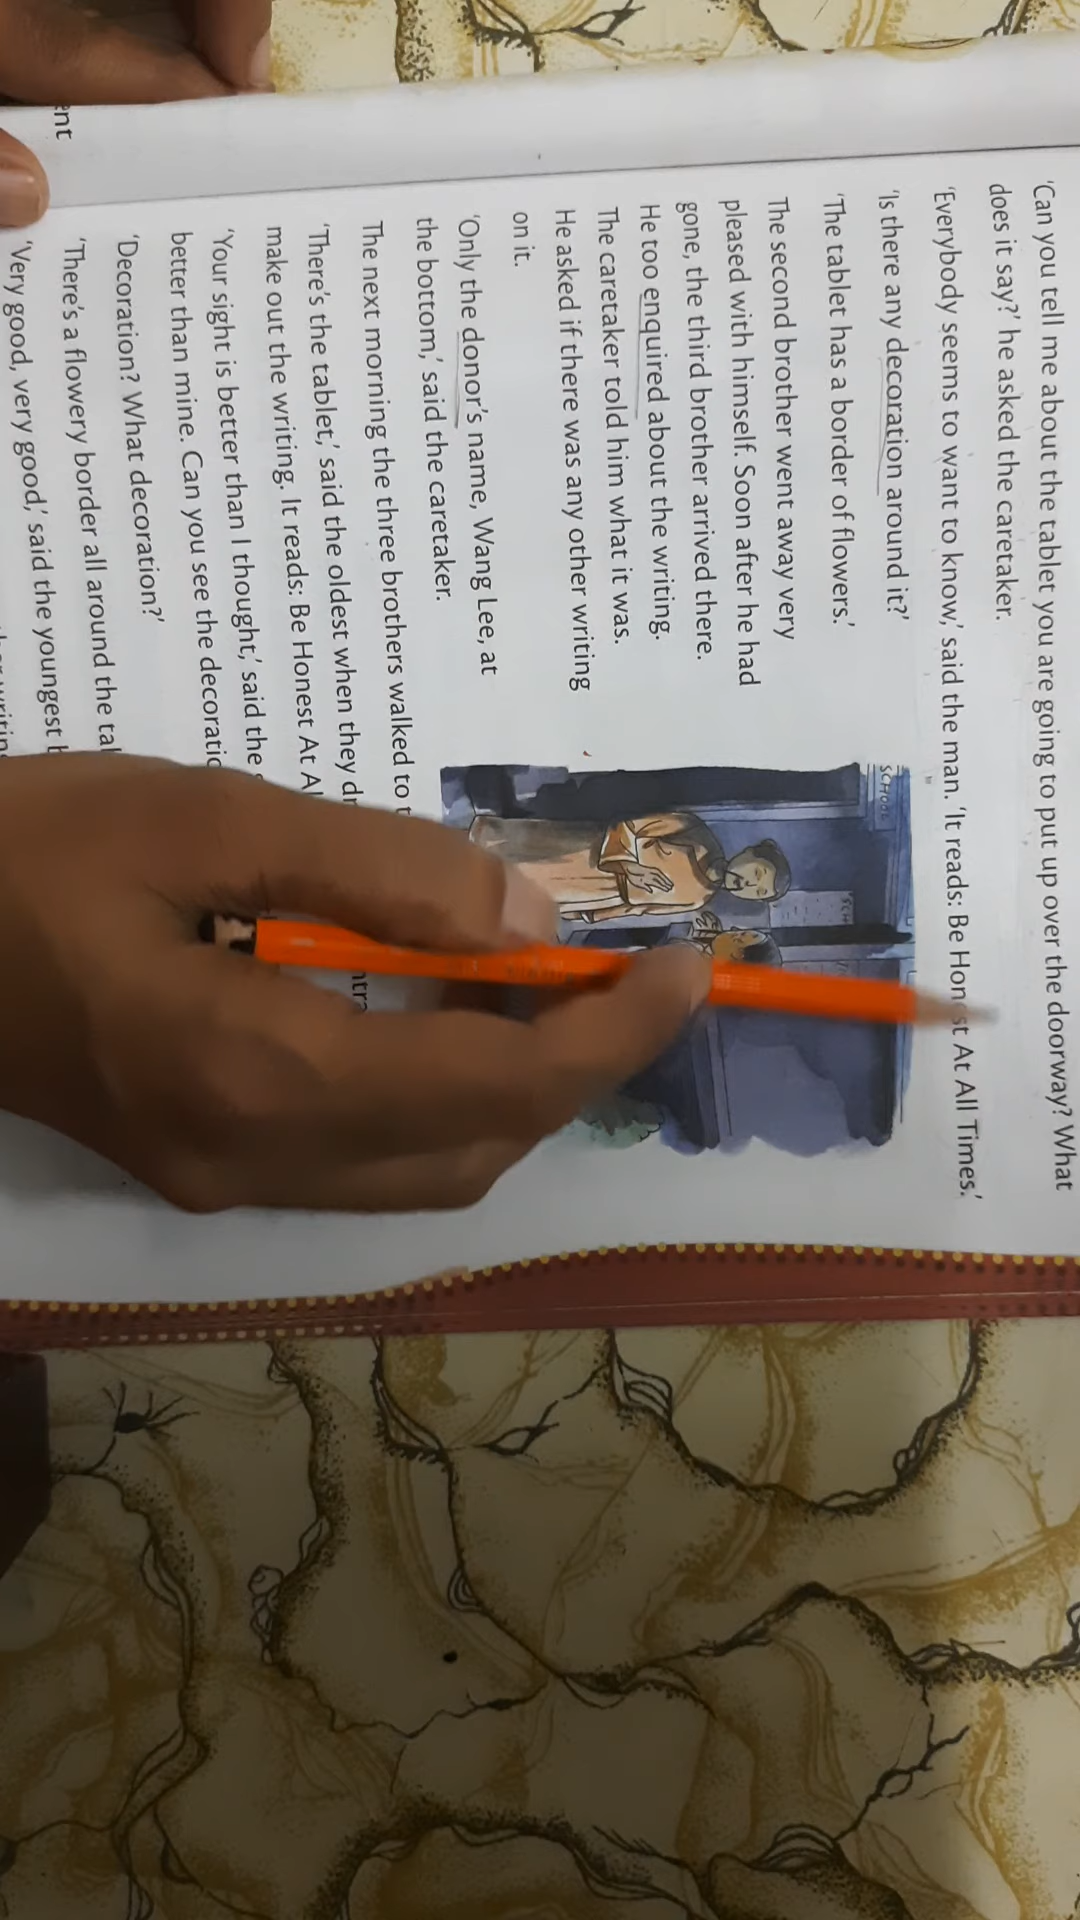 'Can you tell me about the tablet you are going to put up over the doorway? What
does it say?' he asked the caretaker.
'Everybody seems to want to know,' said the man. 'It reads: Be Honest At All Times.'
'Is there any decoration around it?'
'The tablet has a border of flowers.'
The second brother went away very
pleased with himself. Soon after he had
gone, the third brother arrived there.
He too enquired about the writing.
The caretaker told him what it was.
He asked if there was any other writing
on it.
'Only the donor's name, Wang Lee, at
the bottom,' said the caretaker.
The next morning the three brothers walked to
'There's the tablet,' said the oldest when they
make out the writing. It reads: Be Honest At
'Your sight is better than I thought,' said the
better than mine. Can you see the
'Decoration? What decoration?'
'There's a flowery border all around the
'Very good, very good,' said the youngest
SCHOOL